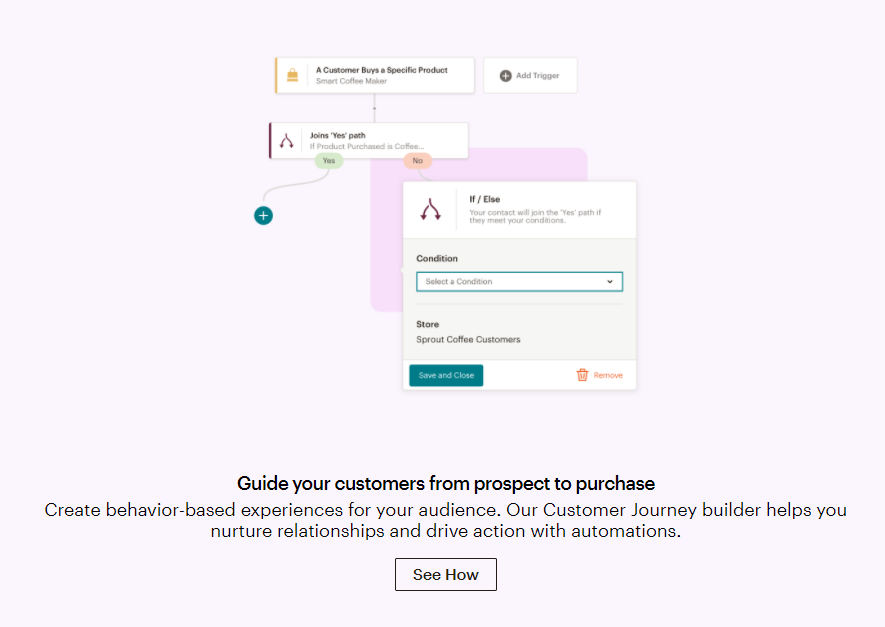 A Customer Buys a Specific Product
Smart Coffee Maker
Add Trigger
Joins 'Yes' path
If Product Purchased is Coffee...
Yes
No
If / Else
Your contact will join the 'Yes' path if
they meet your conditions.
Condition
Select a Condition
Store
Sprout Coffee Customers
Save and Close
Remove
Guide your customers from prospect to purchase
Create behavior-based experiences for your audience. Our Customer Journey builder helps you
nurture relationships and drive action with automations.
See How